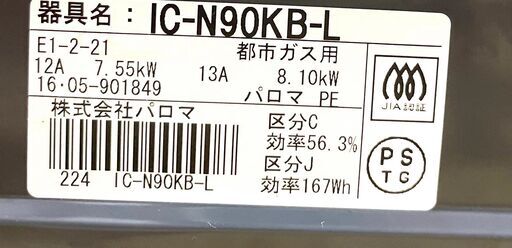 器具名: IC-N90KB-L
E1-2-21 都市ガス用
12A 7.55kW 13A 8.10kW
16・05-901849 パロマ PF
株式会社パロマ
区分C
効率56.3%
区分J
効率167Wh
224 IC-N90KB-L
JIA認証
PS
TG